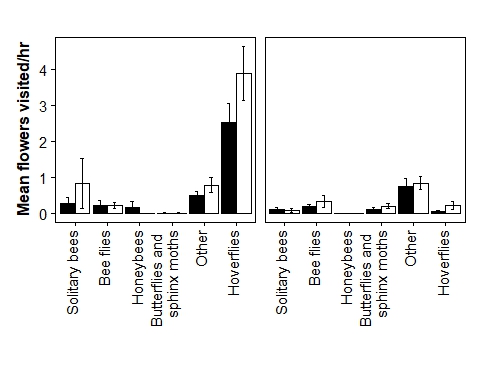 Mean flowers visited/hr
4
3
2
1
0
Solitary bees
Bee flies
Honeybees
Butterflies and
sphinx moths
Other
Hoverflies
Solitary bees
Bee flies
Honeybees
Butterflies and
sphinx moths
Other
Hoverflies